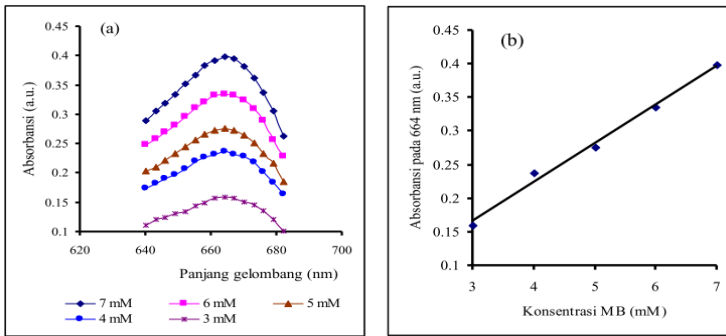 (a)
Absorbansi (a.u.)
0.45
0.4
0.35
0.3
0.25
0.2
0.15
0.1
620 640 660 680 700
Panjang gelombang (nm)
7 mM 6 mM 5 mM
4 mM 3 mM
(b)
Absorbansi pada 664 nm (a.u.)
0.45
0.4
0.35
0.3
0.25
0.2
0.15
0.1
3 4 5 6 7
Konsentrasi MB (mM)